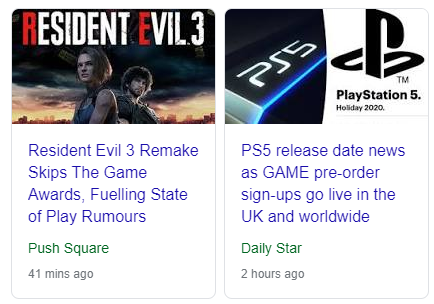 RESIDENT EVIL.3
Resident Evil 3 Remake
Skips The Game
Awards, Fuelling State
of Play Rumours
Push Square
41 mins ago
PS5
TM
PlayStation 5.
Holiday 2020.
PS5 release date news
as GAME pre-order
sign-ups go live in the
UK and worldwide
Daily Star
2 hours ago